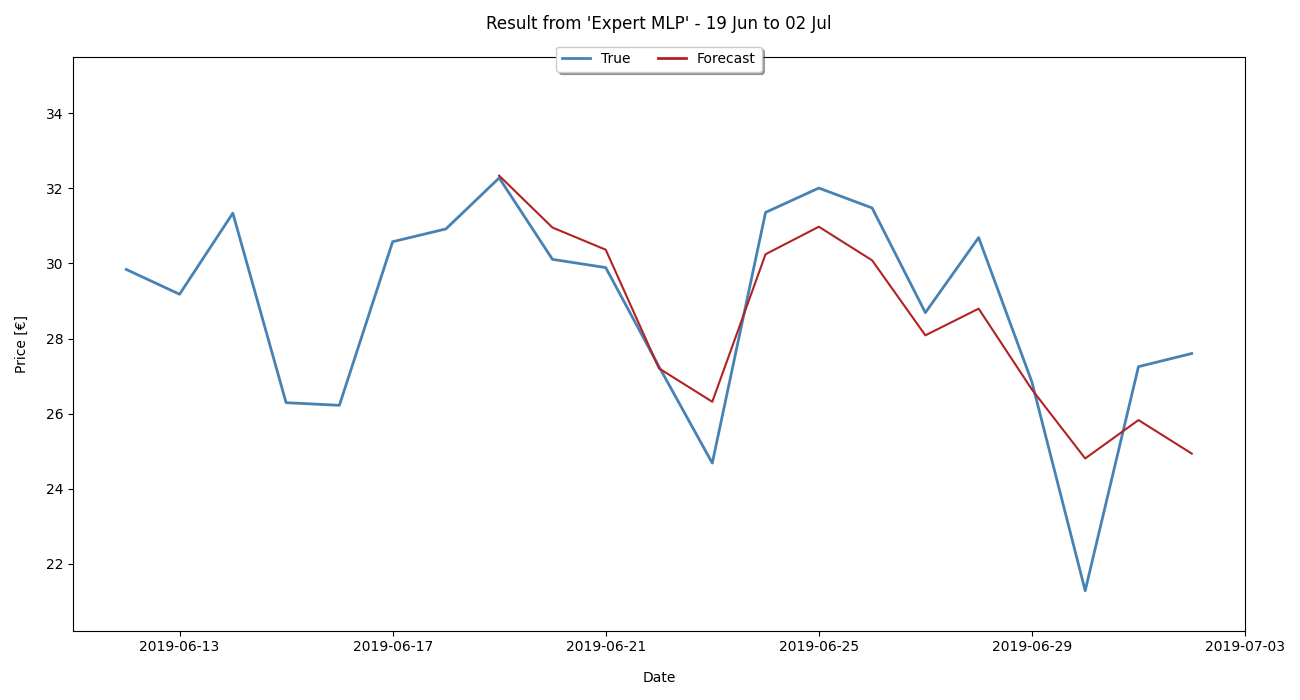 Result from 'Expert MLP' - 19 Jun to 02 Jul
True Forecast
34
32
30
28
26
24
22
Price [€]
2019-06-13 2019-06-17 2019-06-21 2019-06-25 2019-06-29 2019-07-03
Date